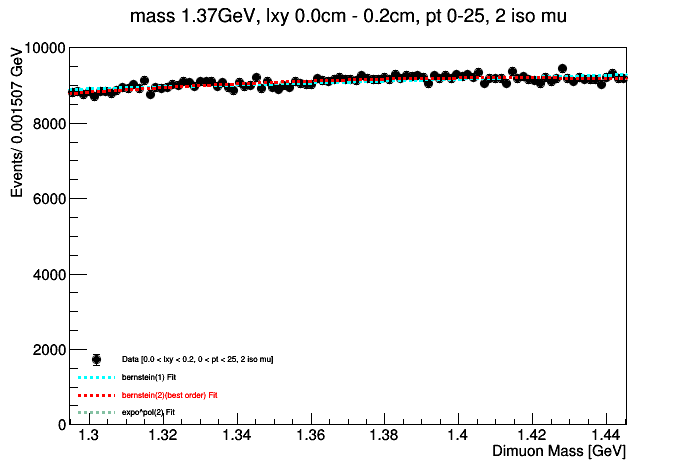 mass 1.37GeV, lxy 0.0cm - 0.2cm, pt 0-25, 2 iso mu
Events/ 0.001507 GeV
10000
8000
6000
4000
2000
0
Data [0.0 < lxy < 0.2, 0 < pt < 25, 2 iso mu]
bernstein(1) Fit
bernstein(2)(best order) Fit
expo*pol(2) Fit
1.3 1.32 1.34 1.36 1.38 1.4 1.42 1.44
Dimuon Mass [GeV]